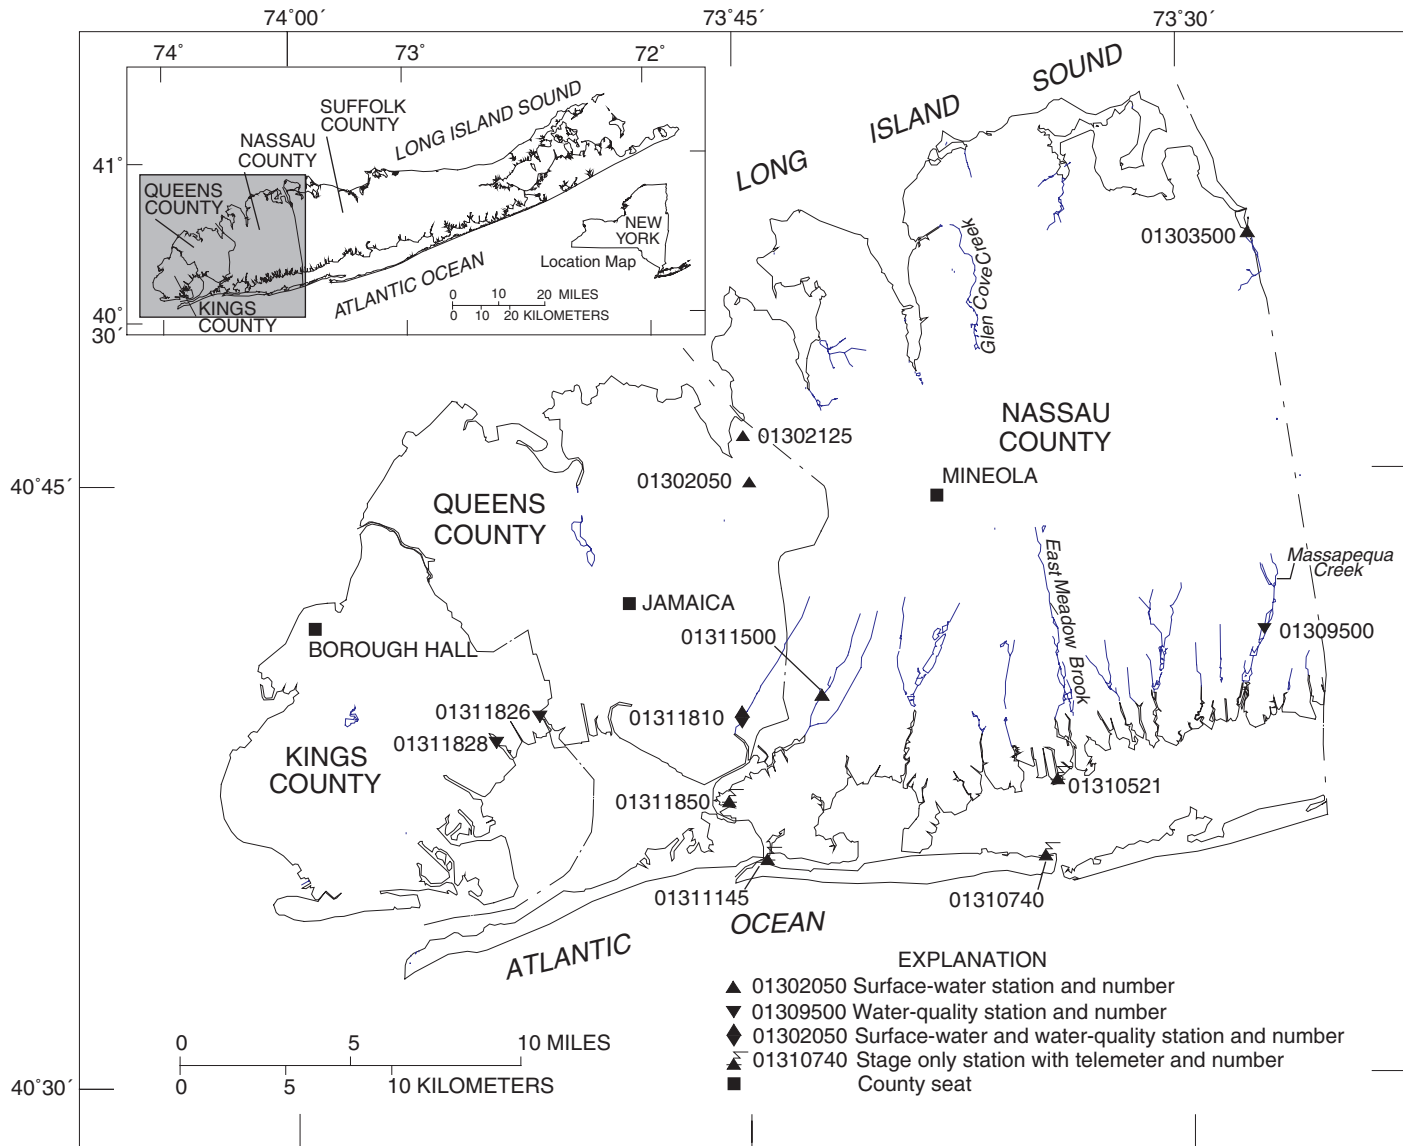 74°00´
73°45´
73°30´
74°
73°
72°
SUFFOLK
COUNTY
LONG ISLAND SOUND
NASSAU
COUNTY
41°
QUEENS
COUNTY
NEW
YORK
Location Map
ATLANTIC OCEAN
0 10 20 MILES
0 10 20 KILOMETERS
KINGS
COUNTY
40°
30´
LONG ISLAND SOUND
01303500
Glen Cove Creek
NASSAU
COUNTY
01302125
MINEOLA
01302050
40°45´
QUEENS
COUNTY
East Meadow Brook
Massapequa
Creek
JAMAICA
01311500
01309500
BOROUGH HALL
01311826
01311810
01311828
KINGS
COUNTY
01311850
01310521
01311145
01310740
ATLANTIC OCEAN
EXPLANATION
01302050 Surface-water station and number
01309500 Water-quality station and number
01302050 Surface-water and water-quality station and number
01310740 Stage only station with telemeter and number
County seat
0 5 10 MILES
0 5 10 KILOMETERS
40°30´